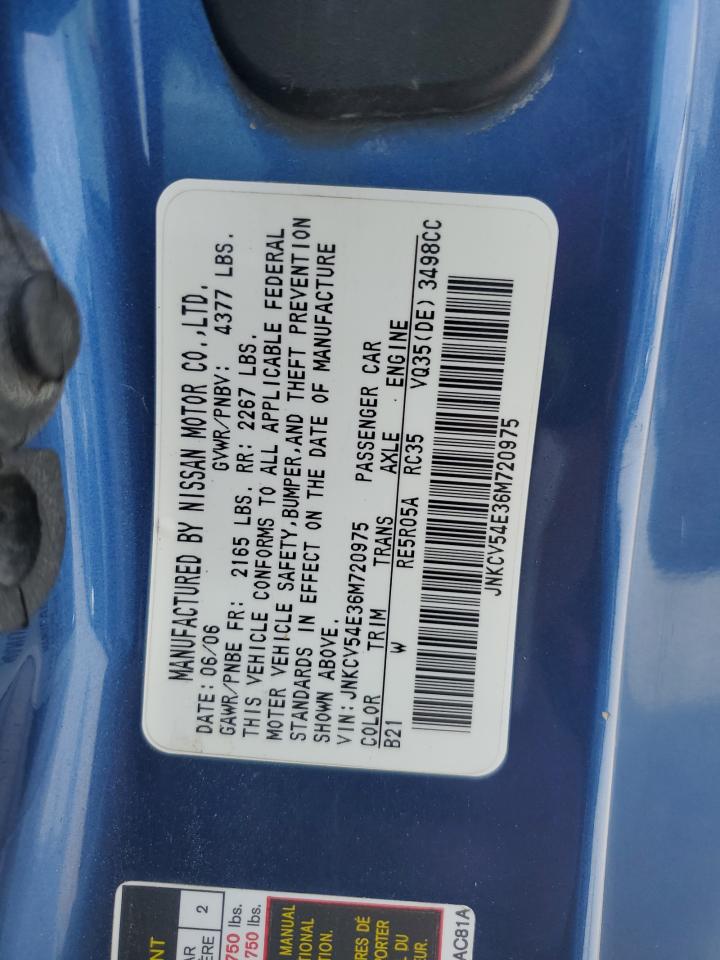 MANUFACTURED BY NISSAN MOTOR CO.,LTD.
DATE: 06/06 GVWR/PNBV: 4377 LBS.
GAWR/PNBE FR: 2165 LBS. RR: 2267 LBS.
THIS VEHICLE CONFORMS TO ALL APPLICABLE FEDERAL
MOTER VEHICLE SAFETY,BUMPER,AND THEFT PREVENTION
STANDARDS IN EFFECT ON THE DATE OF MANUFACTURE
SHOWN ABOVE.
VIN: JNKCV54E36M720975 PASSENGER CAR
COLOR TRIM TRANS AXLE ENGINE
B21 W RE5R05A RC35 VQ35(DE) 3498CC
JNKCV54E36M720975
2
750 lbs.
750 lbs.
MANUAL
DU
AC81A